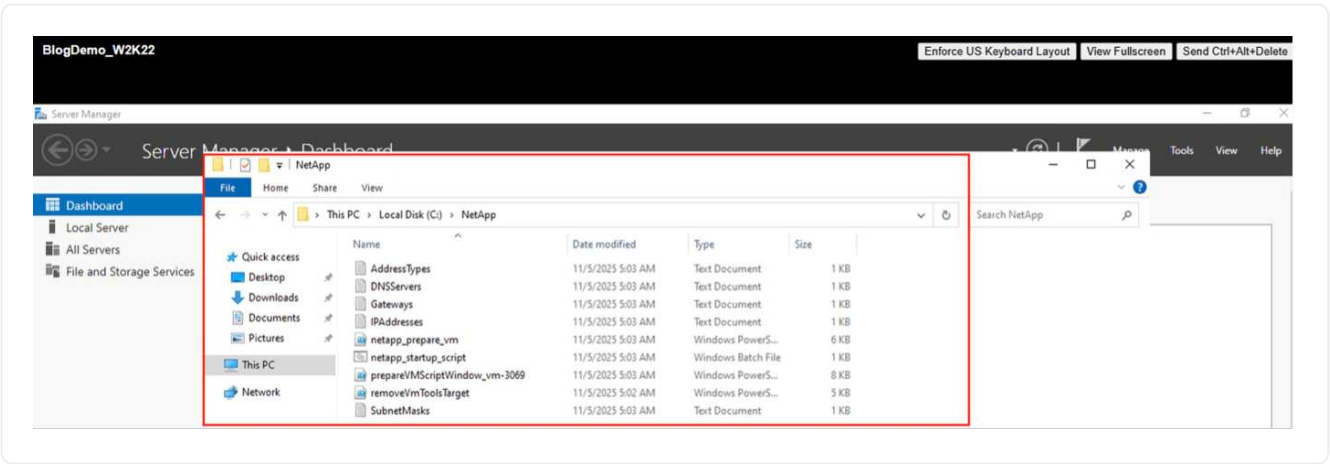 BlogDemo_W2K22 Enforce US Keyboard Layout View Fullscreen Send Ctrl+Alt+Delete
Server Manager
Server Manager • Dashboard Manage Tools View Help
NetApp
File Home Share View
Dashboard
This PC > Local Disk (C:) > NetApp Search NetApp
Local Server
All Servers
File and Storage Services
Quick access
Desktop
Downloads
Documents
Pictures
This PC
Network
Name Date modified Type Size
AddressTypes 11/5/2025 5:03 AM Text Document 1 KB
DNSServers 11/5/2025 5:03 AM Text Document 1 KB
Gateways 11/5/2025 5:03 AM Text Document 1 KB
IPAddresses 11/5/2025 5:03 AM Text Document 1 KB
netapp_prepare_vm 11/5/2025 5:03 AM Windows PowerS... 6 KB
netapp_startup_script 11/5/2025 5:03 AM Windows Batch File 1 KB
prepareVMScriptWindow_vm-3069 11/5/2025 5:03 AM Windows PowerS... 8 KB
removeVmToolsTarget 11/5/2025 5:02 AM Windows PowerS... 5 KB
SubnetMasks 11/5/2025 5:03 AM Text Document 1 KB